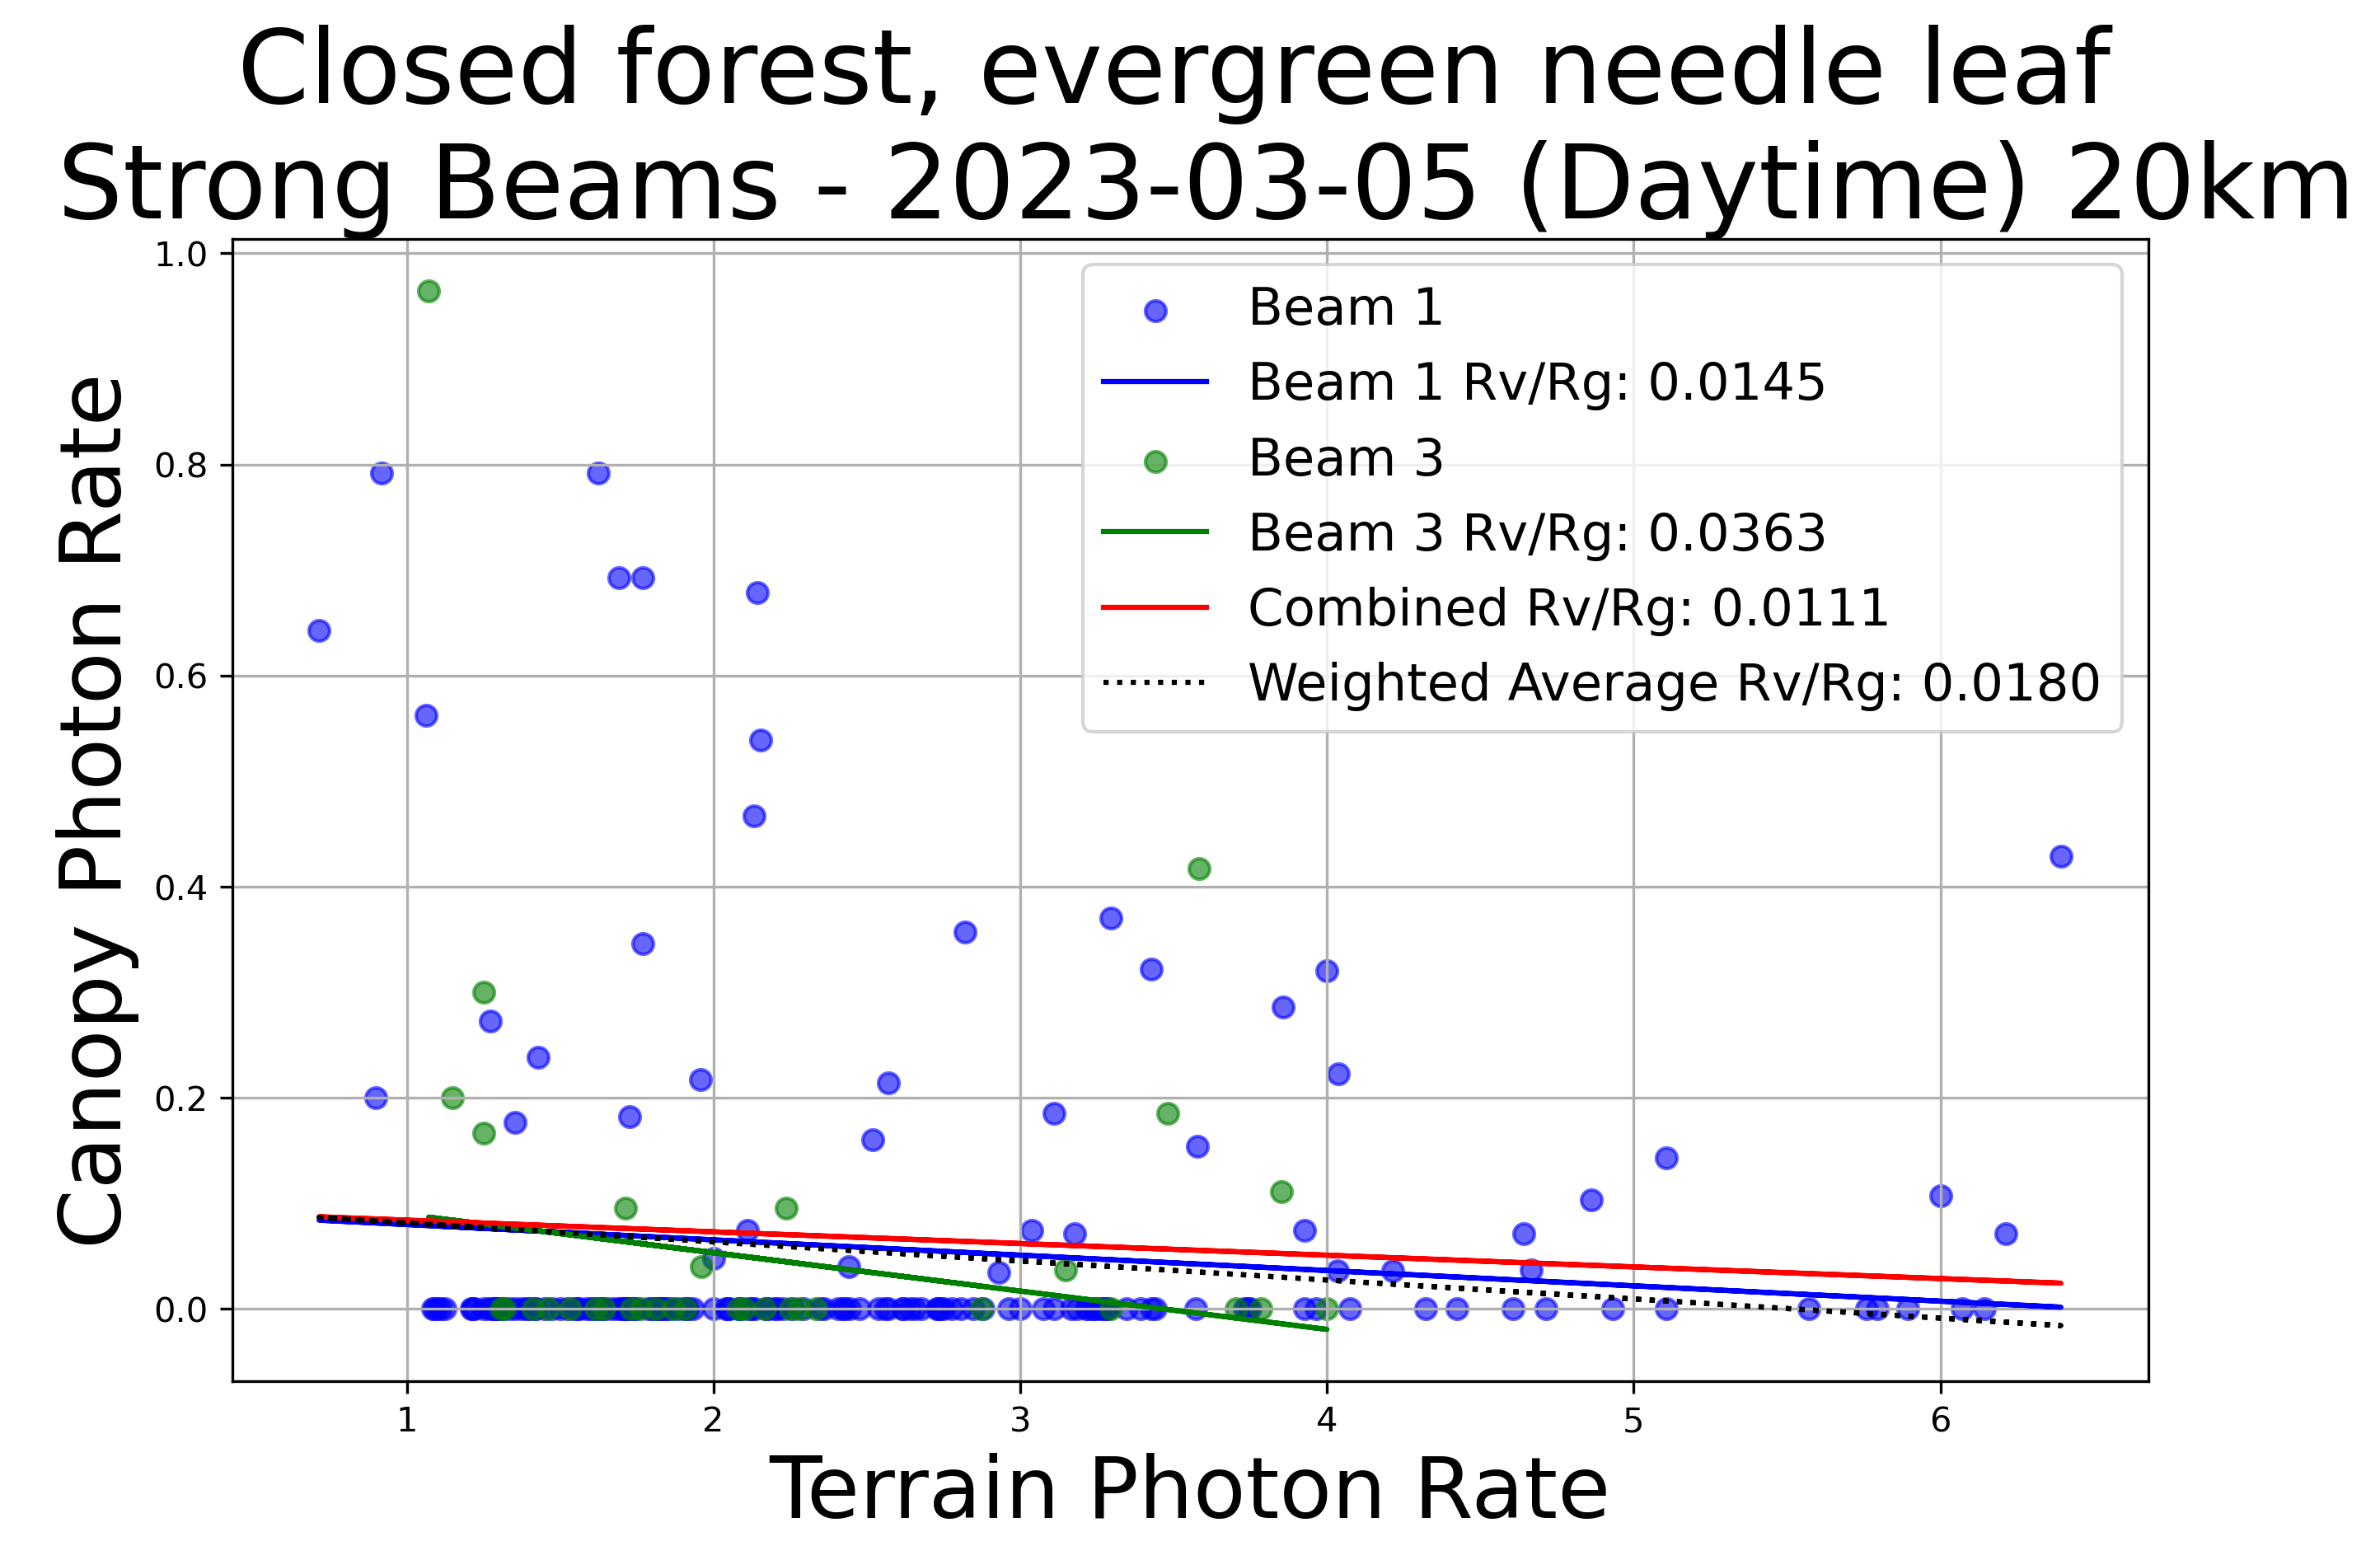 Closed forest, evergreen needle leaf
Strong Beams - 2023-03-05 (Daytime) 20km
Canopy Photon Rate
1.0
0.8
0.6
0.4
0.2
0.0
Beam 1
Beam 1 Rv/Rg: 0.0145
Beam 3
Beam 3 Rv/Rg: 0.0363
Combined Rv/Rg: 0.0111
Weighted Average Rv/Rg: 0.0180
1 2 3 4 5 6
Terrain Photon Rate